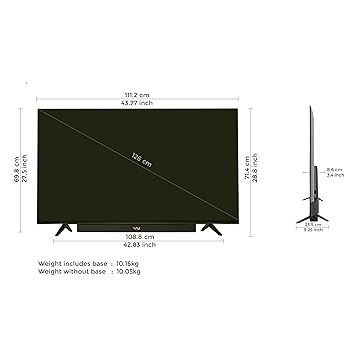 111.2 cm
43.77 inch
69.8 cm
27.5 inch
126 cm
71.4 cm
28.8 inch
8.6 cm
3.4 inch
Vu
108.8 cm
42.83 inch
23.5 cm
9.25 inch
Weight includes base : 10.16kg
Weight without base : 10.05kg